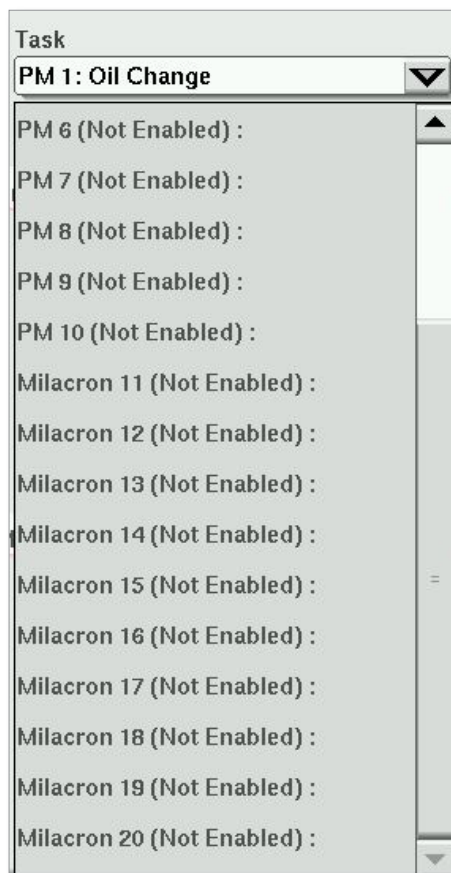 Task
PM 1: Oil Change
PM 6 (Not Enabled) :
PM 7 (Not Enabled) :
PM 8 (Not Enabled) :
PM 9 (Not Enabled) :
PM 10 (Not Enabled) :
Milacron 11 (Not Enabled) :
Milacron 12 (Not Enabled) :
Milacron 13 (Not Enabled) :
Milacron 14 (Not Enabled) :
Milacron 15 (Not Enabled) :
Milacron 16 (Not Enabled) :
Milacron 17 (Not Enabled) :
Milacron 18 (Not Enabled) :
Milacron 19 (Not Enabled) :
Milacron 20 (Not Enabled) :